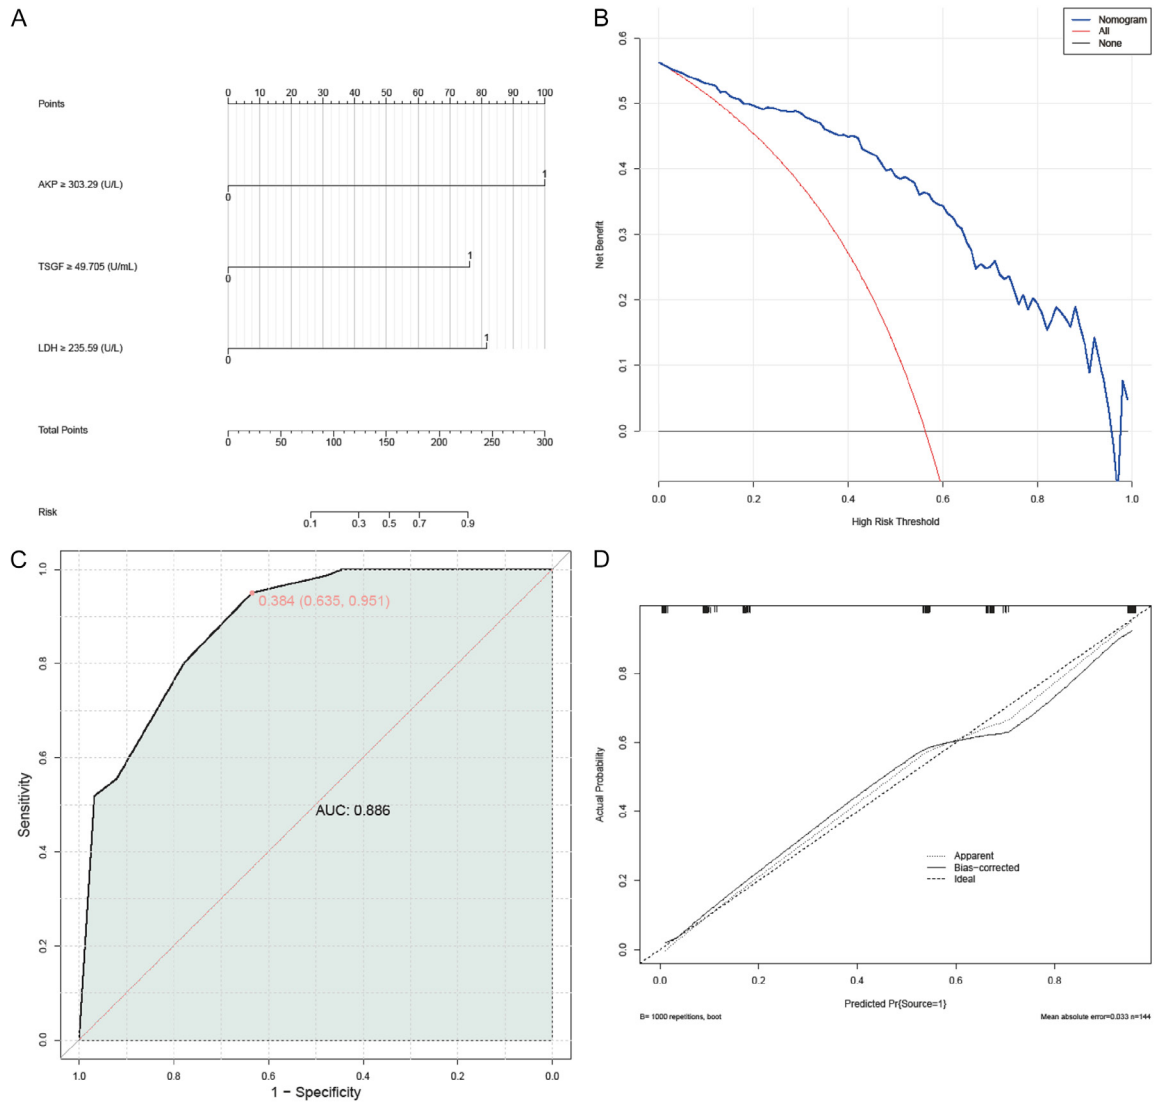 A
Points
0 10 20 30 40 50 60 70 80 90 100
AKP ≥ 303.29 (U/L)
0 1
TSGF ≥ 49.705 (U/mL)
0 1
LDH ≥ 235.59 (U/L)
0 1
Total Points
0 50 100 150 200 250 300
Risk
0.1 0.3 0.5 0.7 0.9
B
Nomogram
All
None
Net Benefit
0.6
0.5
0.4
0.3
0.2
0.1
0.0
0.0 0.2 0.4 0.6 0.8 1.0
High Risk Threshold
C
Sensitivity
1.0
0.8
0.6
0.4
0.2
0.0
0.384 (0.635, 0.951)
AUC: 0.886
1.0 0.8 0.6 0.4 0.2 0.0
1 − Specificity
D
Actual Probability
0.8
0.6
0.4
0.2
0.0
Apparent
Bias−corrected
Ideal
0.0 0.2 0.4 0.6 0.8
Predicted Pr{Source=1}
B= 1000 repetitions, boot
Mean absolute error=0.033 n=144